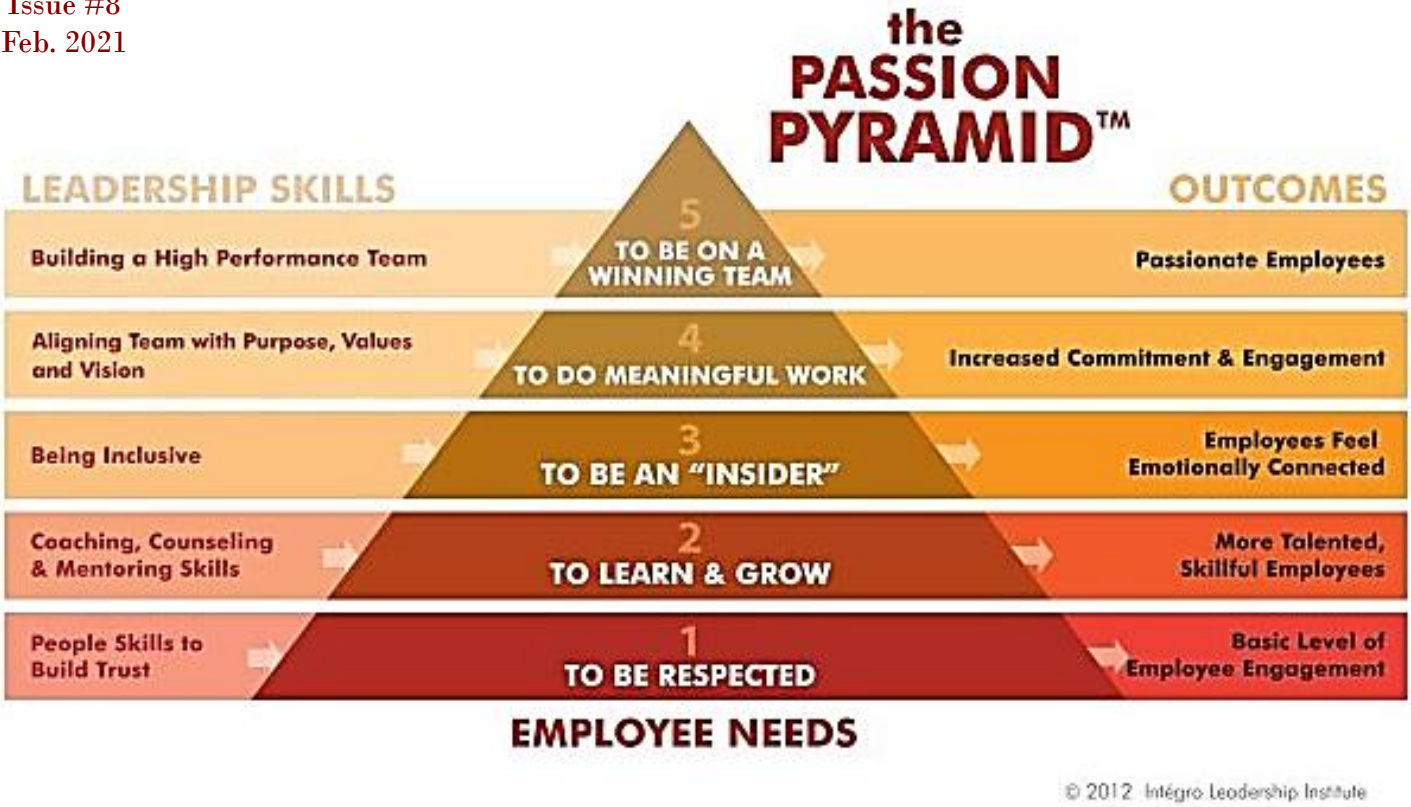 Issue #8
Feb. 2021
the
PASSION
PYRAMID™
LEADERSHIP SKILLS
OUTCOMES
Building a High Performance Team
5
TO BE ON A
WINNING TEAM
Passionate Employees
Aligning Team with Purpose, Values
and Vision
4
TO DO MEANINGFUL WORK
Increased Commitment & Engagement
Being Inclusive
3
TO BE AN “INSIDER”
Employees Feel
Emotionally Connected
Coaching, Counseling
& Mentoring Skills
2
TO LEARN & GROW
More Talented,
Skillful Employees
People Skills to
Build Trust
1
TO BE RESPECTED
Basic Level of
Employee Engagement
EMPLOYEE NEEDS
© 2012 Intégro Leadership Institute